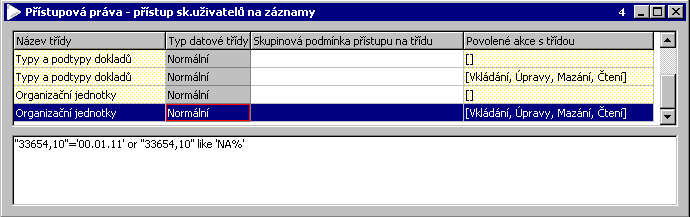 Přístupová práva - přístup sk.uživatelů na záznamy 4
Název třídy Typ datové třídy Skupinová podmínka přístupu na třídu Povolené akce s třídou
Typy a podtypy dokladů Normální []
Typy a podtypy dokladů Normální [Vkládání, Úpravy, Mazání, Čtení]
Organizační jednotky Normální []
Organizační jednotky Normální [Vkládání, Úpravy, Mazání, Čtení]
"33654,10"='00.01.11' or "33654,10" like 'NA%'